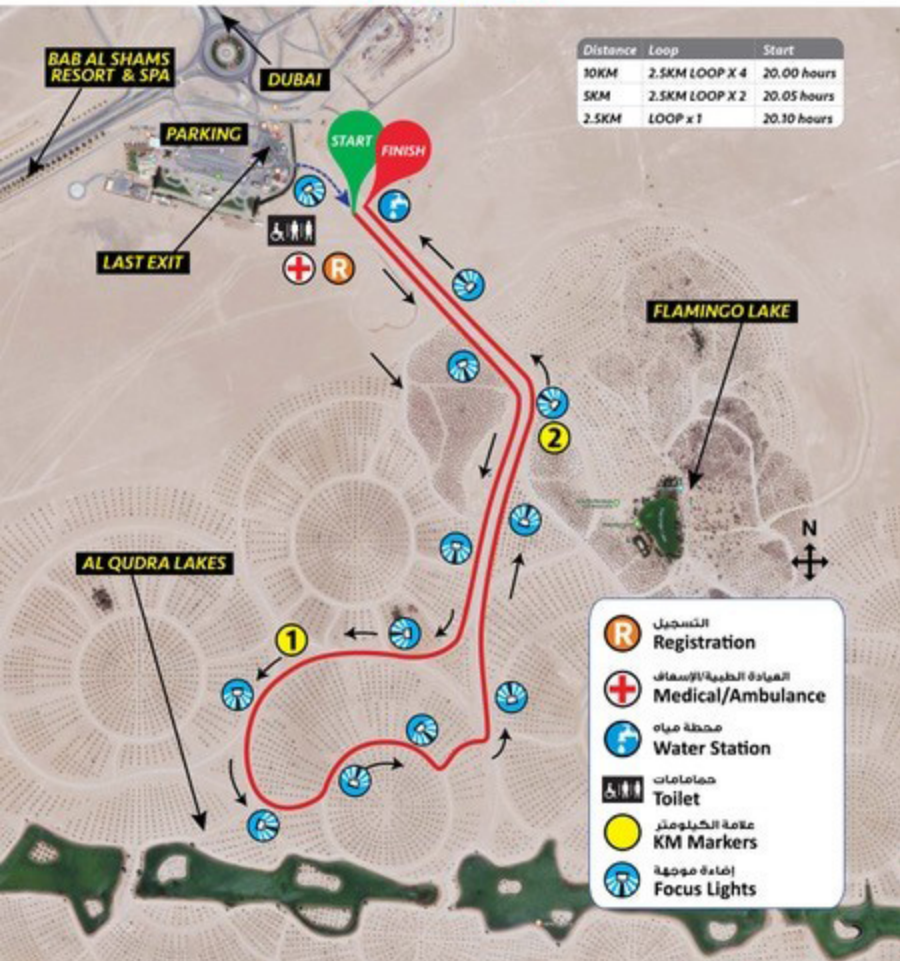 BAB AL SHAMS
RESORT & SPA
DUBAI
PARKING
LAST EXIT
START
FINISH
Distance Loop Start
10KM 2.5KM LOOP X 4 20.00 hours
5KM 2.5KM LOOP X 2 20.05 hours
2.5KM LOOP x 1 20.10 hours
R
FLAMINGO LAKE
2
N
AL QUDRA LAKES
1
R
التسجيل
Registration
العيادة الطبية/الإسعاف
Medical/Ambulance
محطة مياه
Water Station
حمامامات
Toilet
علامة الكيلومتر
KM Markers
إضاءة موجهة
Focus Lights